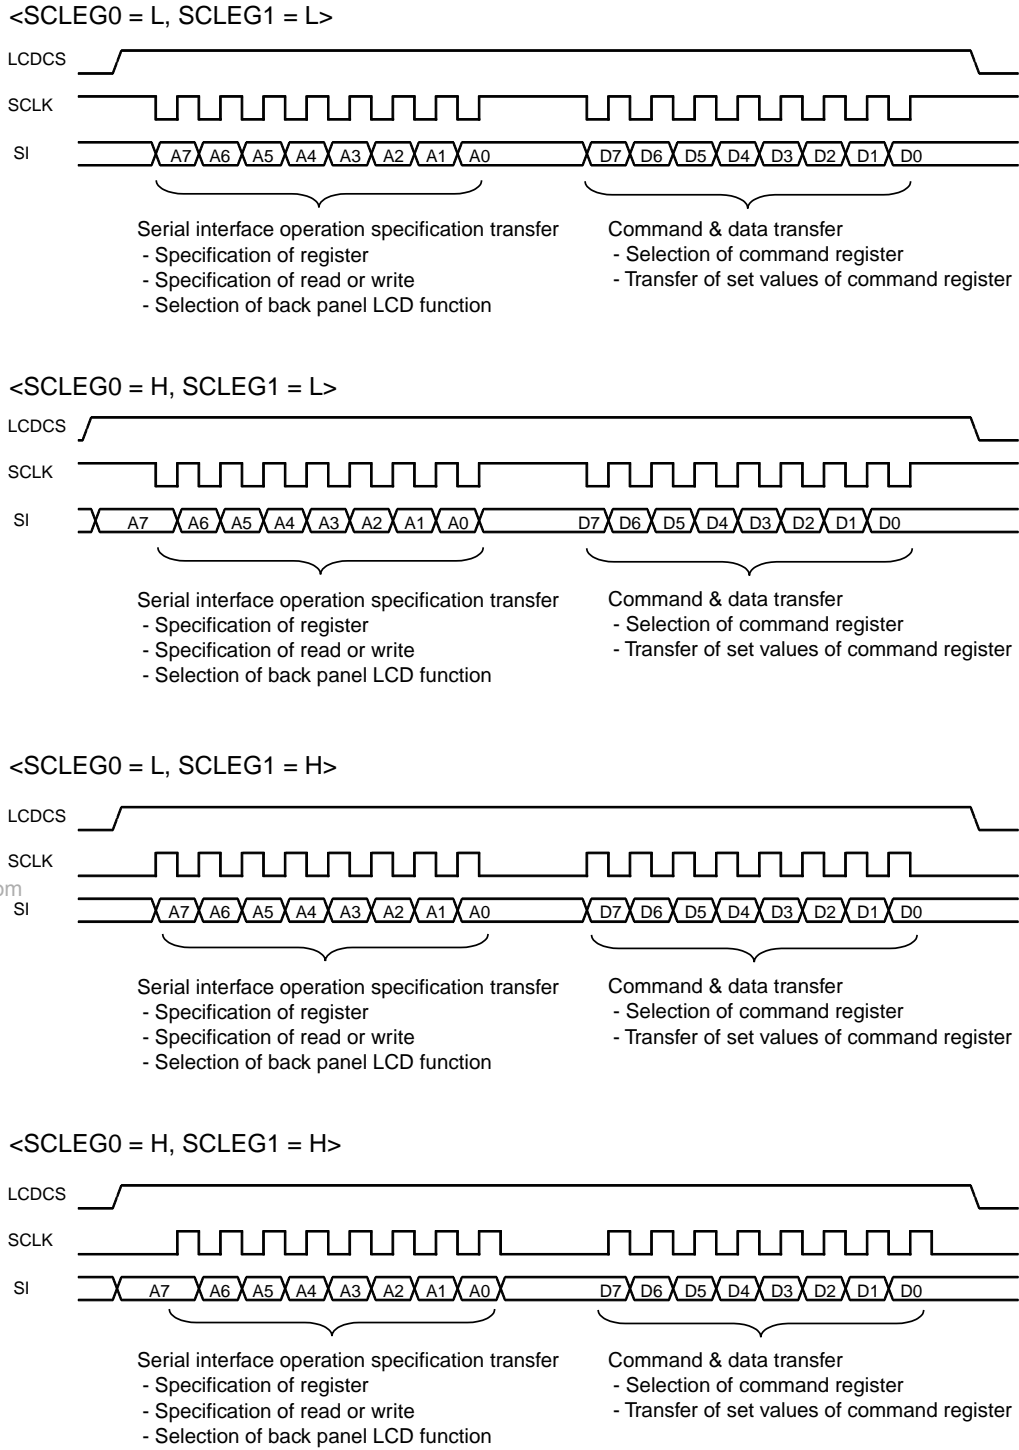 <SCLEG0 = L, SCLEG1 = L>
LCDCS
SCLK
SI
A7 A6 A5 A4 A3 A2 A1 A0 D7 D6 D5 D4 D3 D2 D1 D0
Serial interface operation specification transfer
- Specification of register
- Specification of read or write
- Selection of back panel LCD function
Command & data transfer
- Selection of command register
- Transfer of set values of command register
<SCLEG0 = H, SCLEG1 = L>
LCDCS
SCLK
SI
A7 A6 A5 A4 A3 A2 A1 A0 D7 D6 D5 D4 D3 D2 D1 D0
Serial interface operation specification transfer
- Specification of register
- Specification of read or write
- Selection of back panel LCD function
Command & data transfer
- Selection of command register
- Transfer of set values of command register
<SCLEG0 = L, SCLEG1 = H>
LCDCS
SCLK
om
SI
A7 A6 A5 A4 A3 A2 A1 A0 D7 D6 D5 D4 D3 D2 D1 D0
Serial interface operation specification transfer
- Specification of register
- Specification of read or write
- Selection of back panel LCD function
Command & data transfer
- Selection of command register
- Transfer of set values of command register
<SCLEG0 = H, SCLEG1 = H>
LCDCS
SCLK
SI
A7 A6 A5 A4 A3 A2 A1 A0 D7 D6 D5 D4 D3 D2 D1 D0
Serial interface operation specification transfer
- Specification of register
- Specification of read or write
- Selection of back panel LCD function
Command & data transfer
- Selection of command register
- Transfer of set values of command register